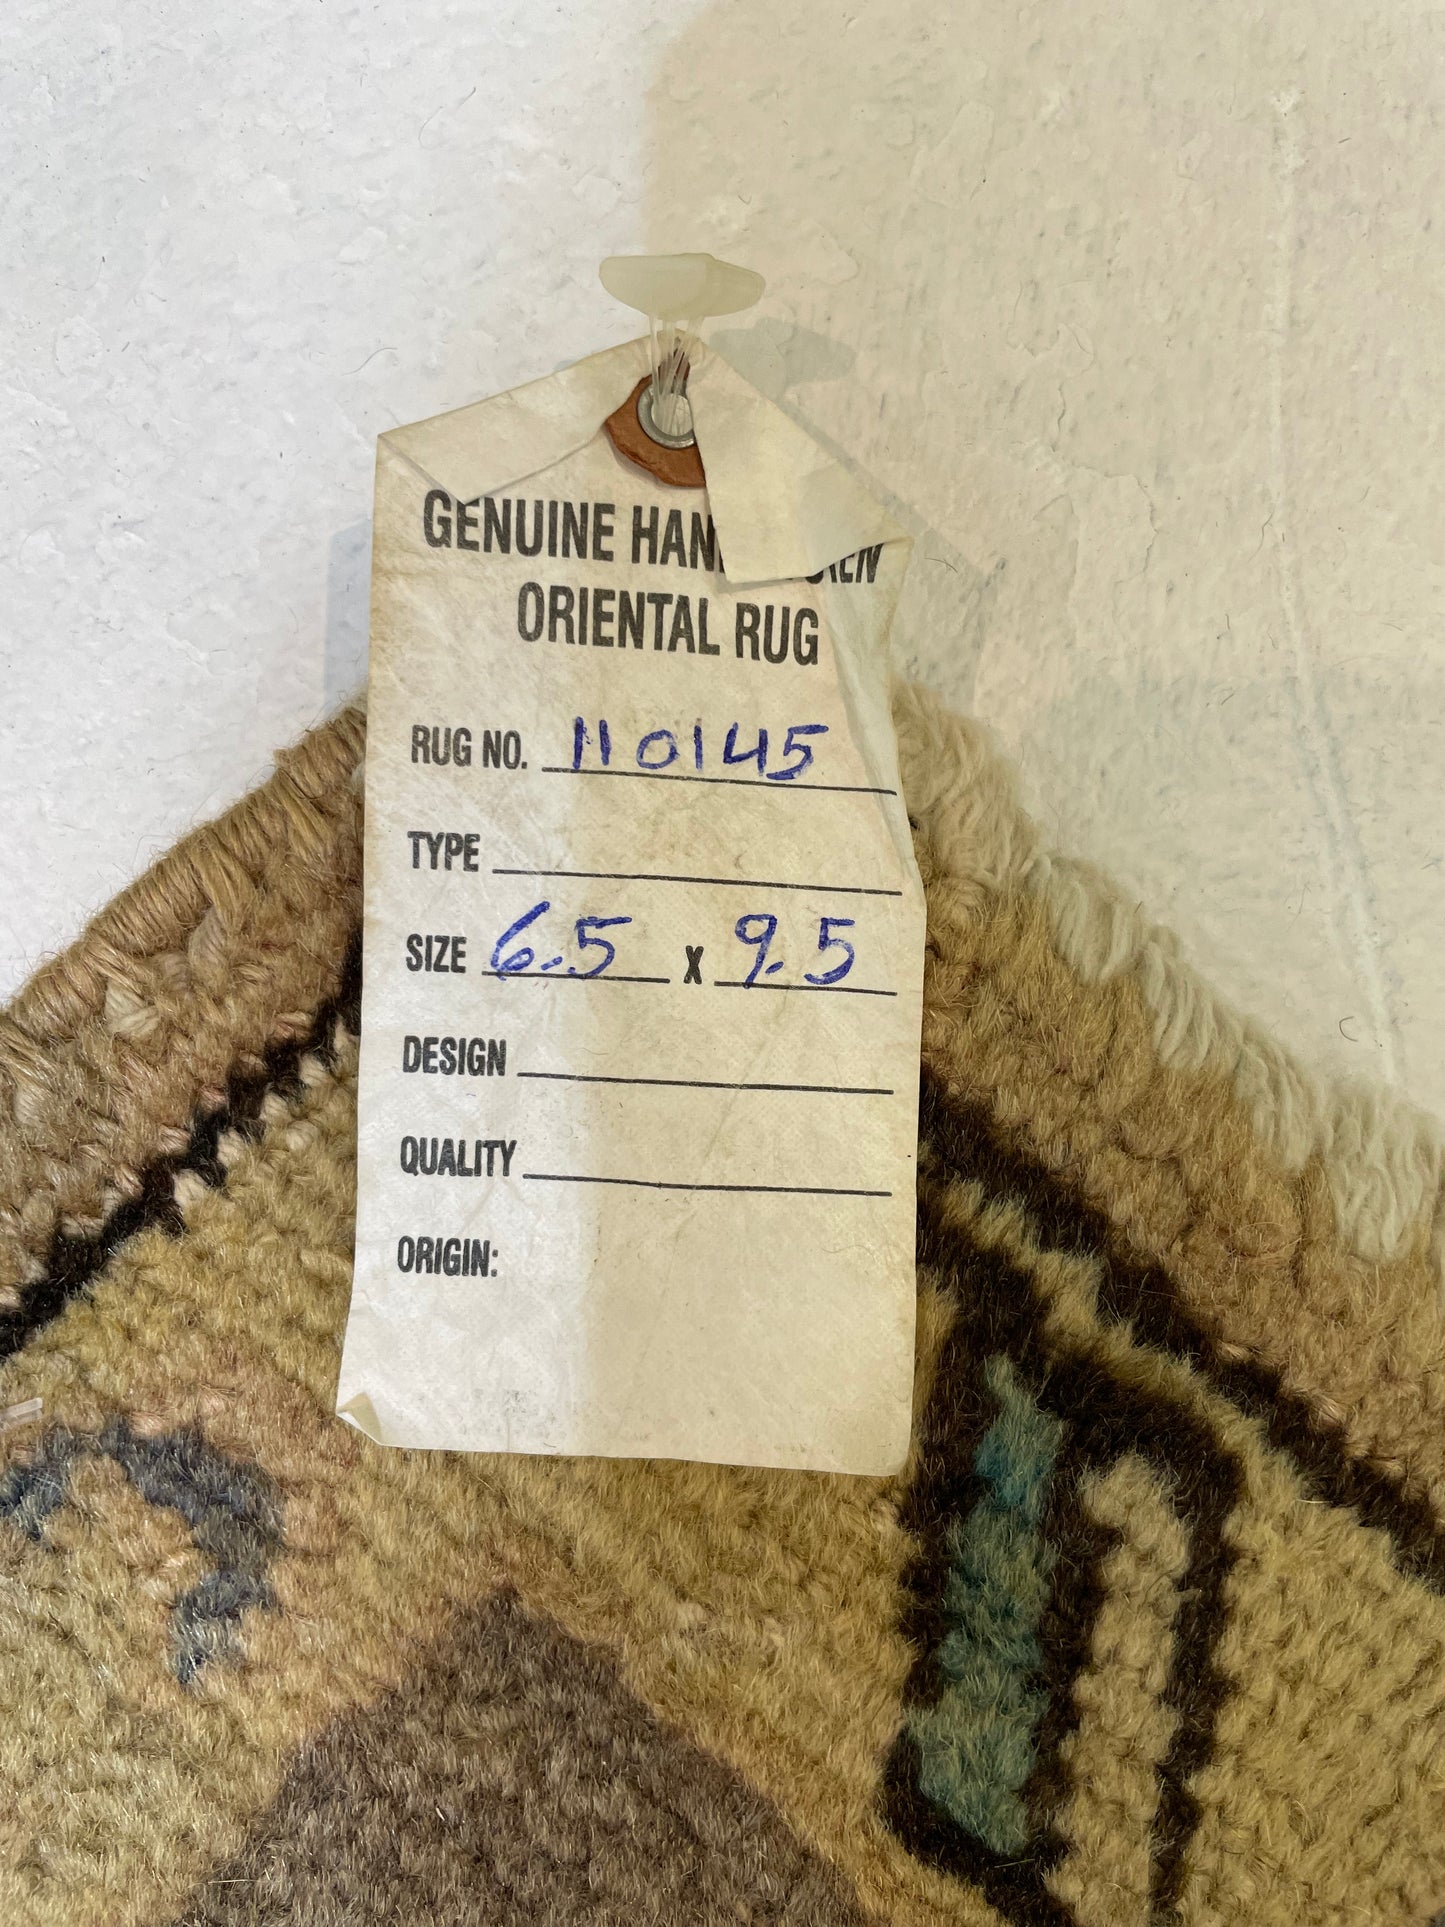 GENUINE HAN
ORIENTAL RUG
RUG NO. 110145
TYPE
SIZE 6.5 X 9.5
DESIGN
QUALITY
ORIGIN: